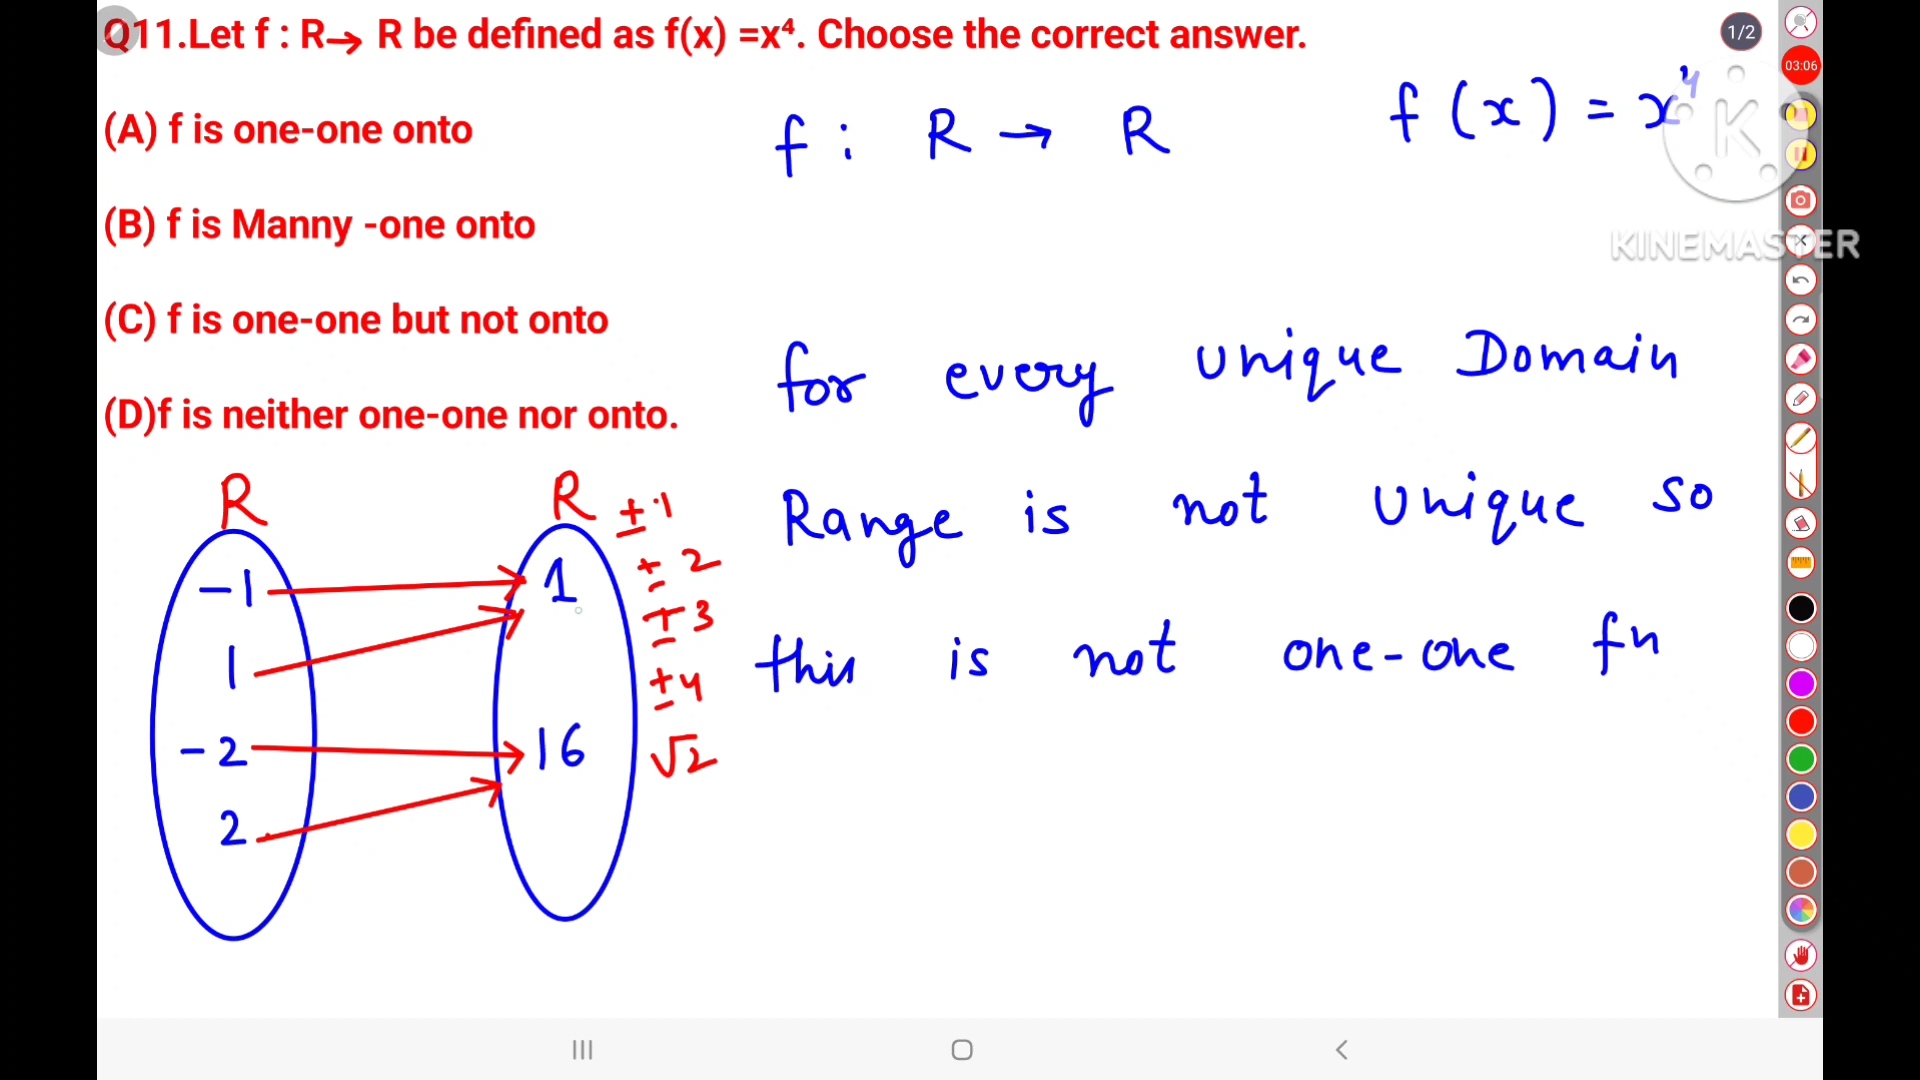 Q11.Let f : R→ R be defined as f(x) =x⁴. Choose the correct answer.
1/2
03:06
(A) f is one-one onto
f : R → R
f (x) = x⁴
K
KINEMASTER
(B) f is Manny -one onto
(C) f is one-one but not onto
for every unique Domain
(D)f is neither one-one nor onto.
R
R
±1
Range is not unique so
-1
1
±2
±3
1
this is not one-one fn
±4
-2
16
√2
2